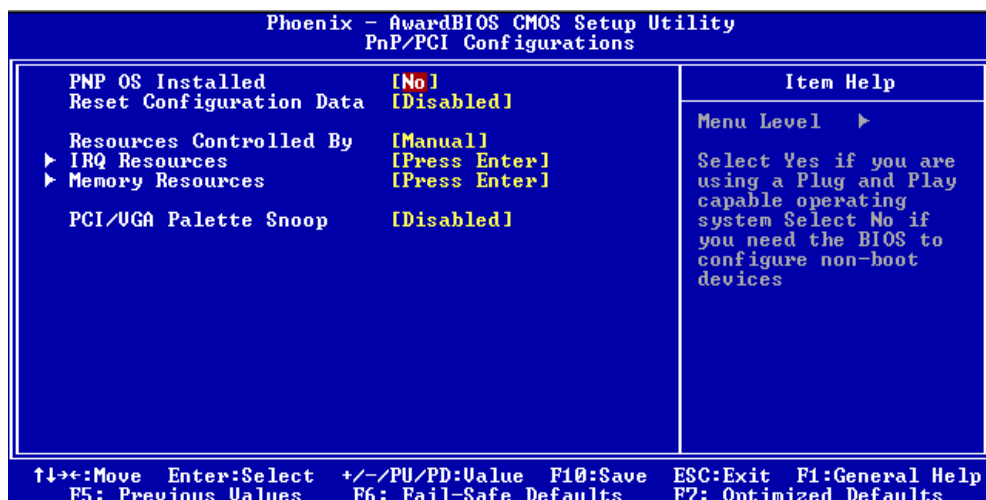 Phoenix - AwardBIOS CMOS Setup Utility
PnP/PCI Configurations
PNP OS Installed [No]
Reset Configuration Data [Disabled]
Resources Controlled By [Manual]
▶ IRQ Resources [Press Enter]
▶ Memory Resources [Press Enter]
PCI/VGA Palette Snoop [Disabled]
Item Help
Menu Level ▶
Select Yes if you are
using a Plug and Play
capable operating
system Select No if
you need the BIOS to
configure non-boot
devices
↑↓→←:Move Enter:Select +/-/PU/PD:Value F10:Save ESC:Exit F1:General Help
F5: Previous Values F6: Fail-Safe Defaults F7: Optimized Defaults